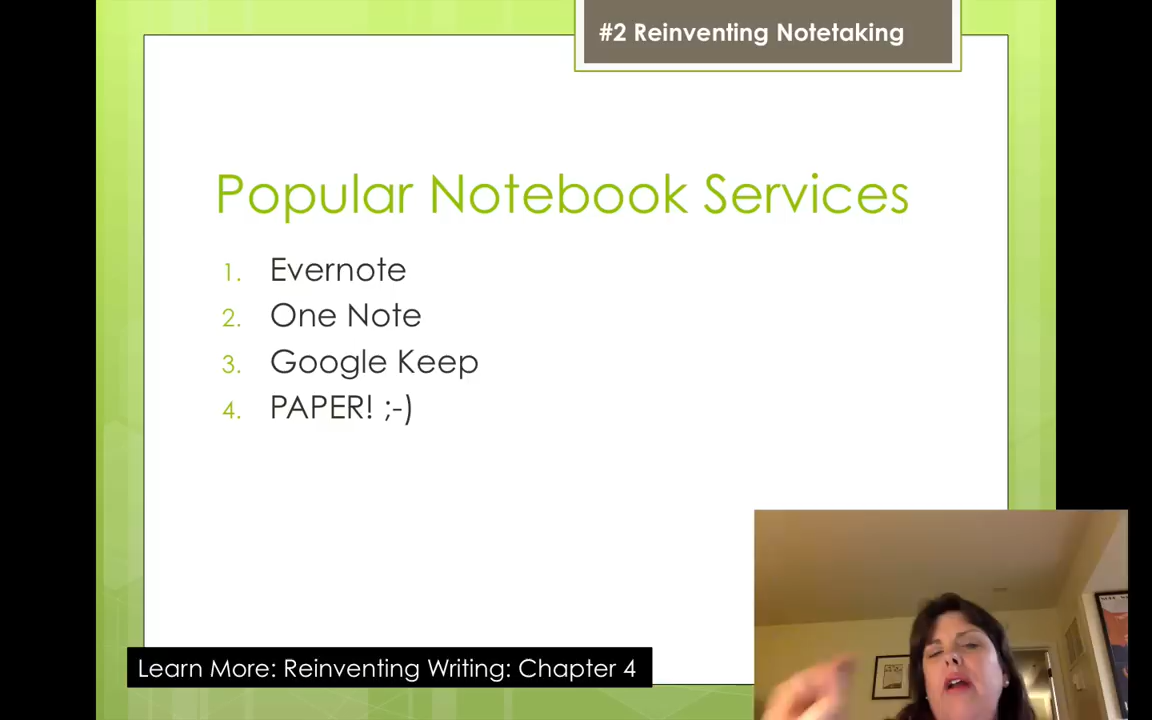 #2 Reinventing Notetaking
Popular Notebook Services
1. Evernote
2. One Note
3. Google Keep
4. PAPER! ;-)
Learn More: Reinventing Writing: Chapter 4